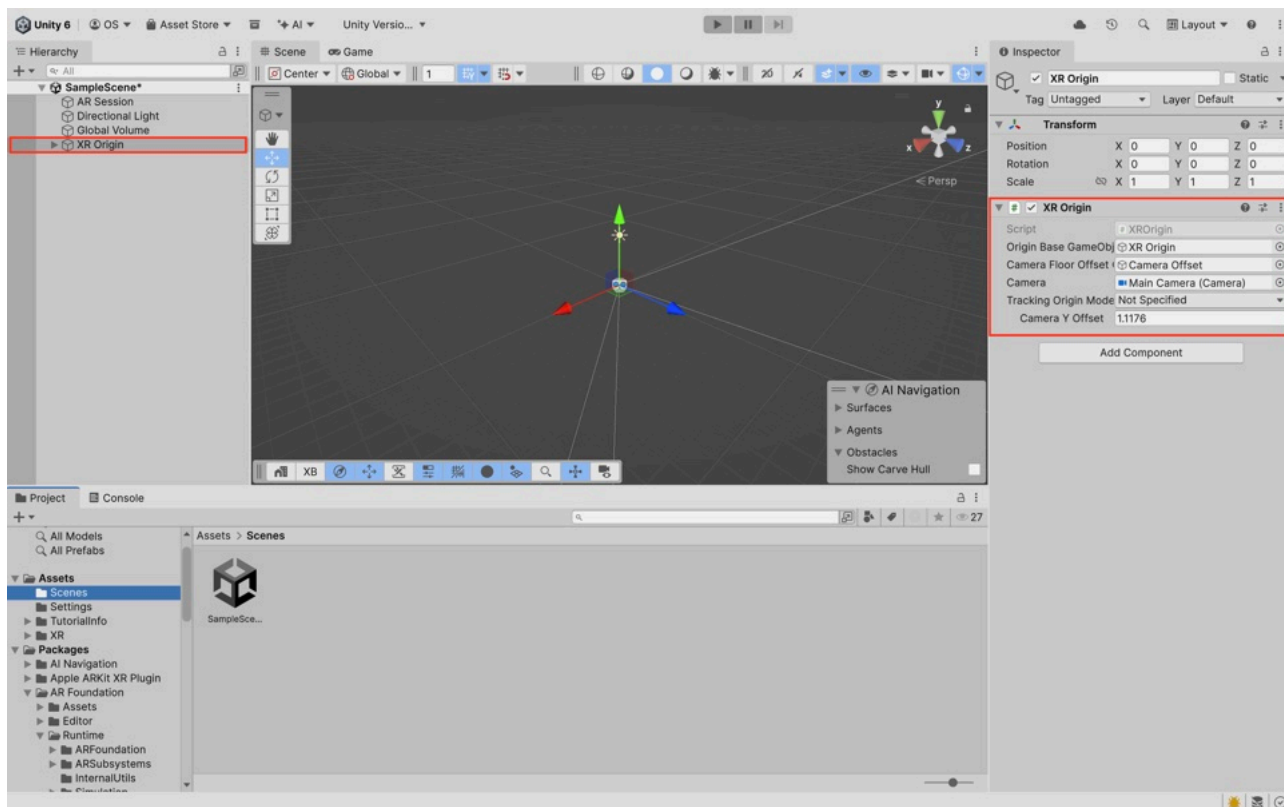 Unity 6 OS Asset Store AI Unity Versio... Layout
Hierarchy
All
SampleScene*
AR Session
Directional Light
Global Volume
XR Origin
Scene Game
Center Global 1
y
x z
Persp
AI Navigation
Surfaces
Agents
Obstacles
Show Carve Hull
XB
Inspector
XR Origin Static
Tag Untagged Layer Default
Transform
Position X 0 Y 0 Z 0
Rotation X 0 Y 0 Z 0
Scale X 1 Y 1 Z 1
XR Origin
Script XROrigin
Origin Base GameObj XR Origin
Camera Floor Offset Camera Offset
Camera Main Camera (Camera)
Tracking Origin Mode Not Specified
Camera Y Offset 1.1176
Add Component
Project Console
27
All Models
All Prefabs
Assets
Scenes
Settings
TutorialInfo
XR
Packages
AI Navigation
Apple ARKit XR Plugin
AR Foundation
Assets
Editor
Runtime
ARFoundation
ARSubsystems
InternalUtils
Simulation
Assets > Scenes
SampleSce...